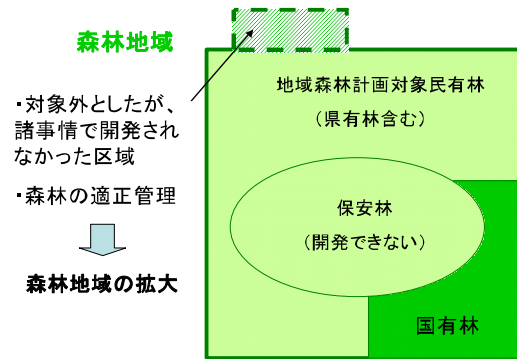 森林地域
・対象外としたが、
諸事情で開発され
なかった区域
・森林の適正管理
森林地域の拡大
地域森林計画対象民有林
（県有林含む）
保安林
（開発できない）
国有林